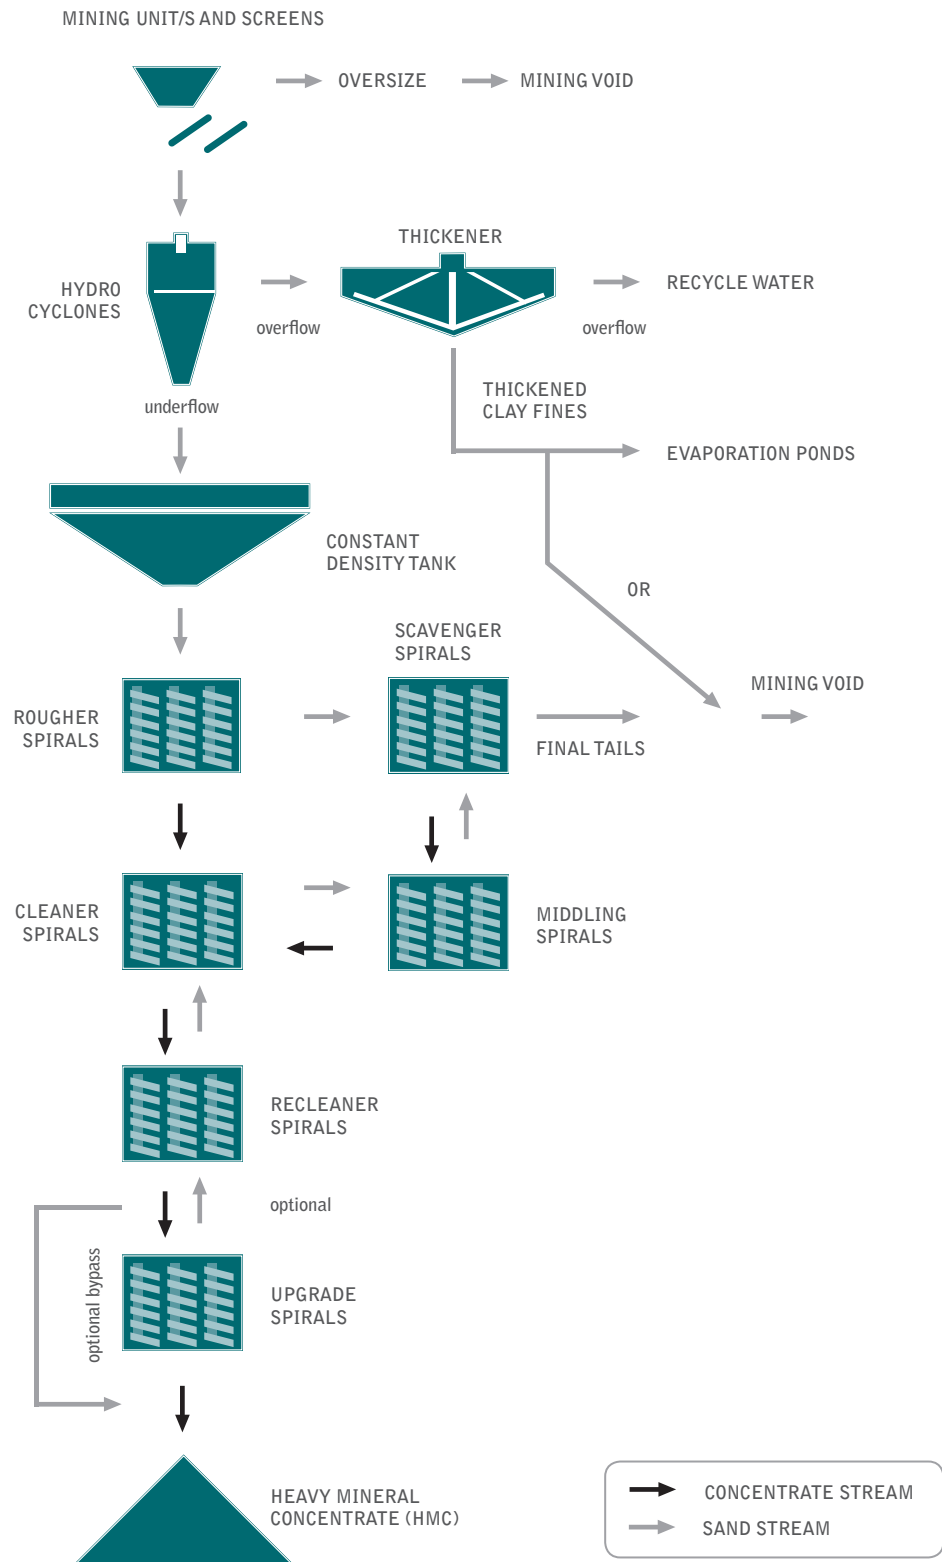 MINING UNIT/S AND SCREENS
OVERSIZE
MINING VOID
THICKENER
HYDRO
CYCLONES
RECYCLE WATER
overflow
overflow
underflow
THICKENED
CLAY FINES
EVAPORATION PONDS
CONSTANT
DENSITY TANK
OR
SCAVENGER
SPIRALS
MINING VOID
ROUGHER
SPIRALS
FINAL TAILS
CLEANER
SPIRALS
MIDDLING
SPIRALS
RECLEANER
SPIRALS
optional
optional bypass
UPGRADE
SPIRALS
HEAVY MINERAL
CONCENTRATE (HMC)
CONCENTRATE STREAM
SAND STREAM